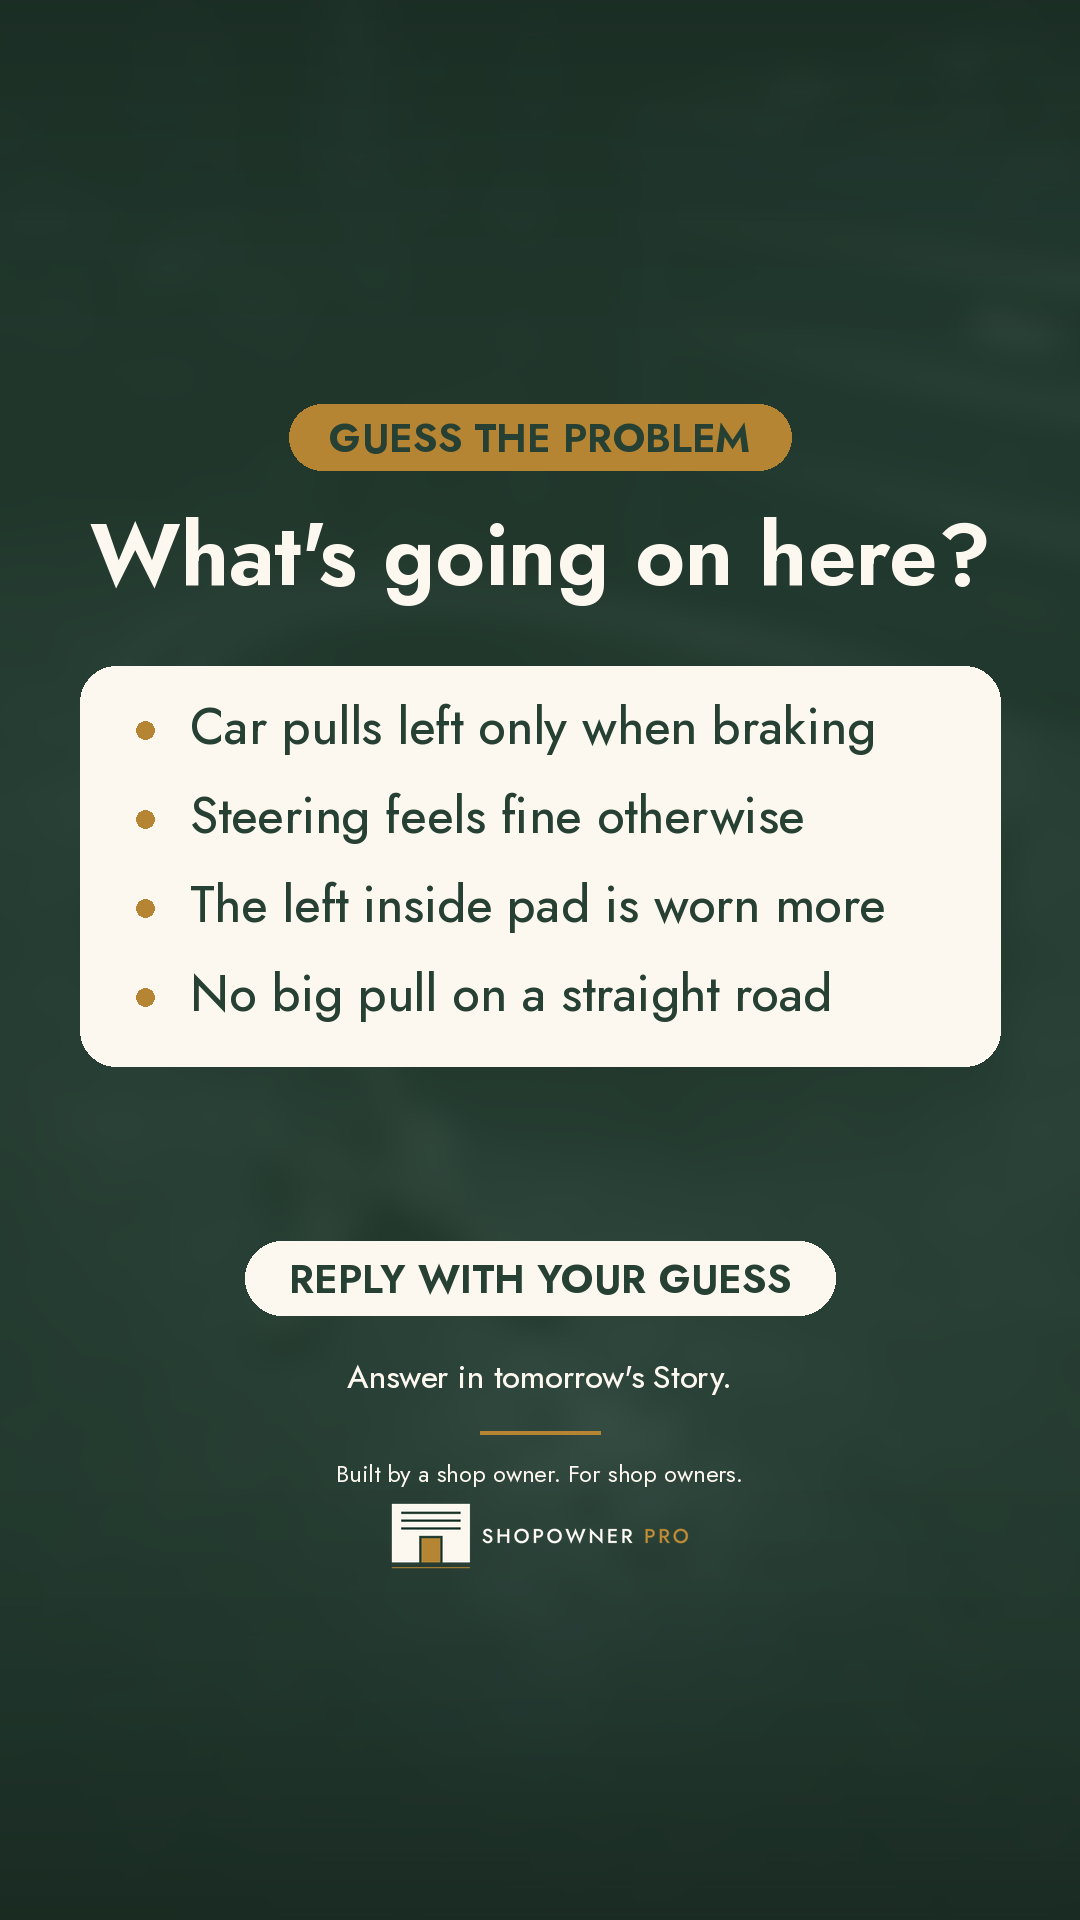 GUESS THE PROBLEM
What's going on here?
Car pulls left only when braking
Steering feels fine otherwise
The left inside pad is worn more
No big pull on a straight road
REPLY WITH YOUR GUESS
Answer in tomorrow's Story.
Built by a shop owner. For shop owners.
SHOPOWNER PRO